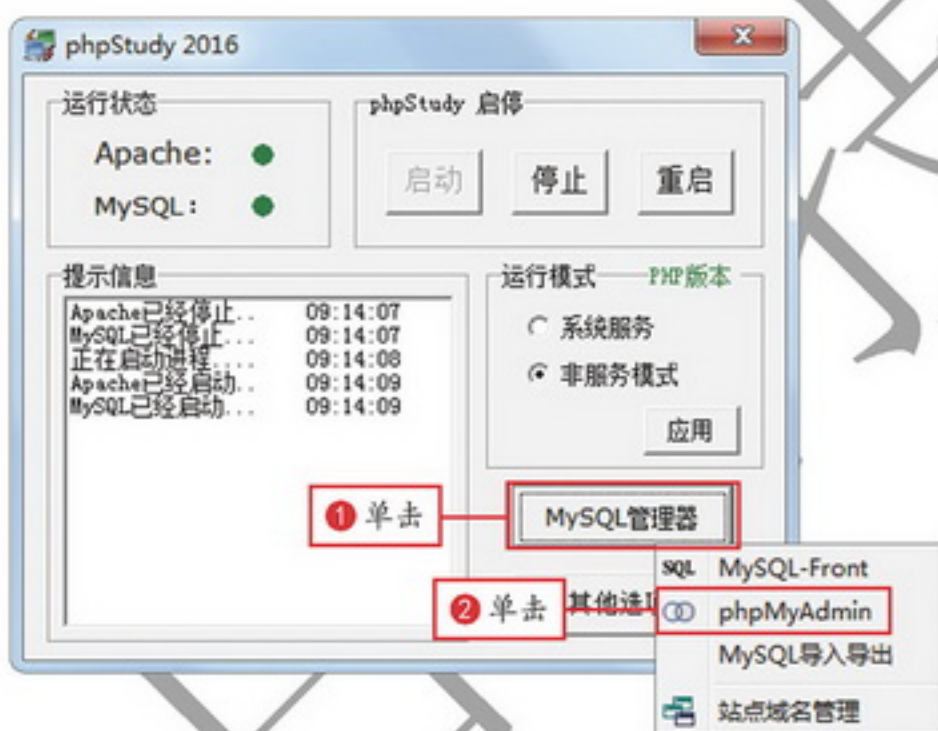 phpStudy 2016
运行状态
Apache:
MySQL:
phpStudy 启停
启动
停止
重启
提示信息
Apache已经停止.. 09:14:07
MySQL已经停止... 09:14:07
正在启动进程.... 09:14:08
Apache已经启动.. 09:14:09
MySQL已经启动... 09:14:09
运行模式
PHP版本
系统服务
非服务模式
应用
1 单击
MySQL管理器
2 单击
其他选
SQL MySQL-Front
phpMyAdmin
MySQL导入导出
站点域名管理